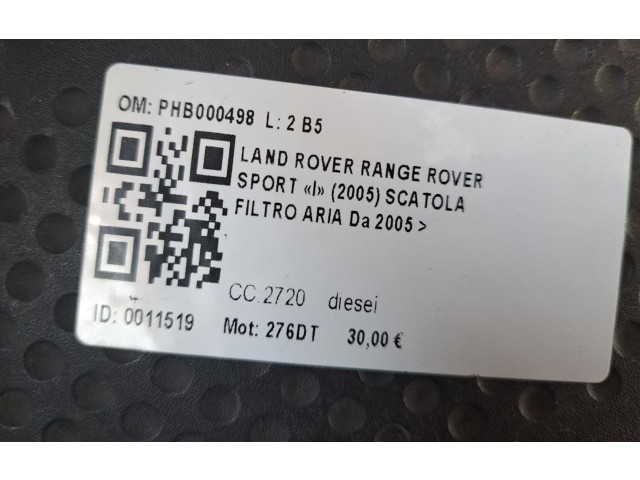 OM: PHB000498 L: 2 B5
LAND ROVER RANGE ROVER
SPORT «I» (2005) SCATOLA
FILTRO ARIA Da 2005 >
CC.2720 diesel
ID: 0011519 Mot: 276DT 30,00 €